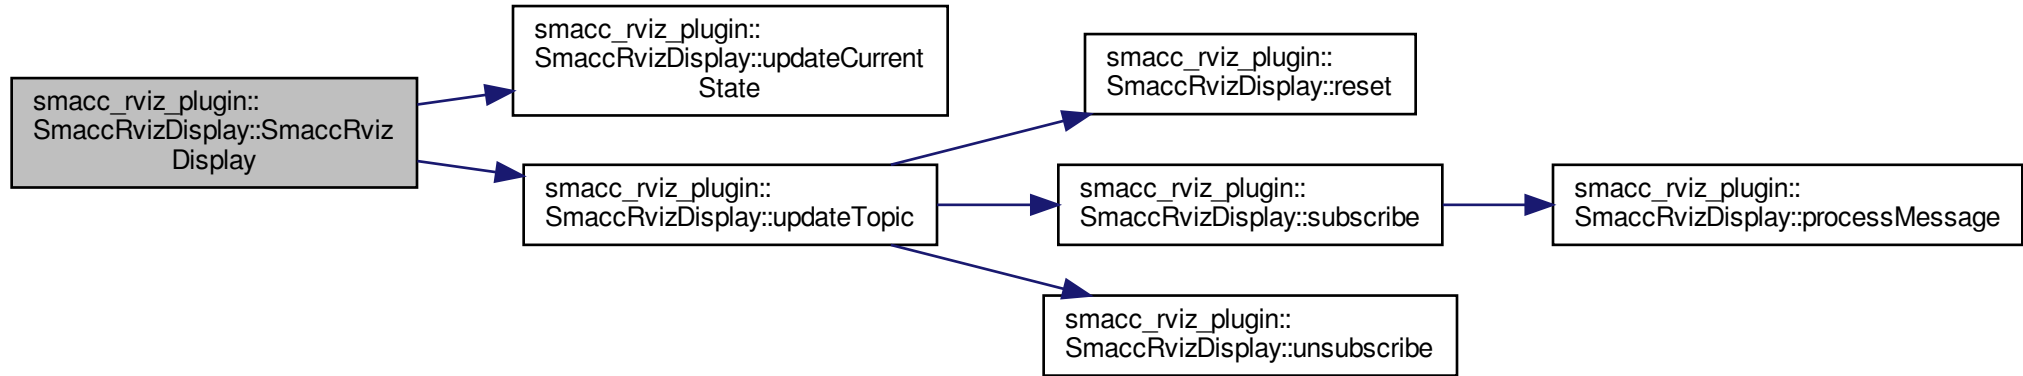 smacc_rviz_plugin::
SmaccRvizDisplay::SmaccRviz
Display
smacc_rviz_plugin::
SmaccRvizDisplay::updateCurrent
State
smacc_rviz_plugin::
SmaccRvizDisplay::updateTopic
smacc_rviz_plugin::
SmaccRvizDisplay::reset
smacc_rviz_plugin::
SmaccRvizDisplay::subscribe
smacc_rviz_plugin::
SmaccRvizDisplay::unsubscribe
smacc_rviz_plugin::
SmaccRvizDisplay::processMessage